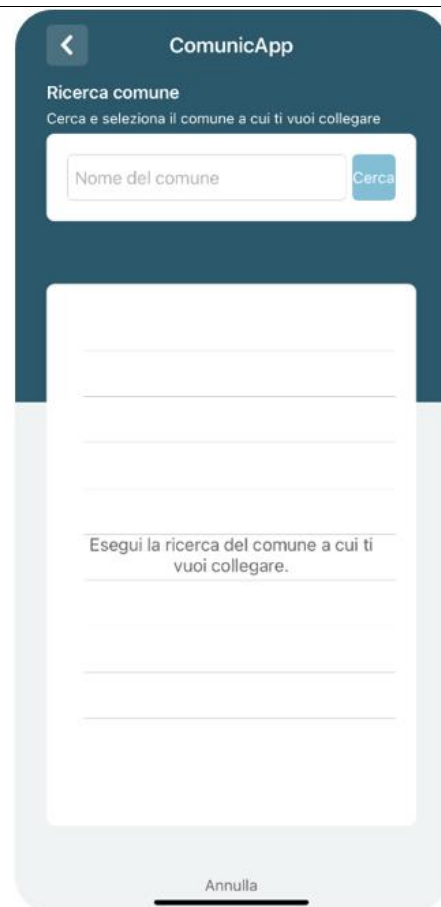 ComunicApp
Ricerca comune
Cerca e seleziona il comune a cui ti vuoi collegare
Nome del comune
Cerca
Esegui la ricerca del comune a cui ti
vuoi collegare.
Annulla